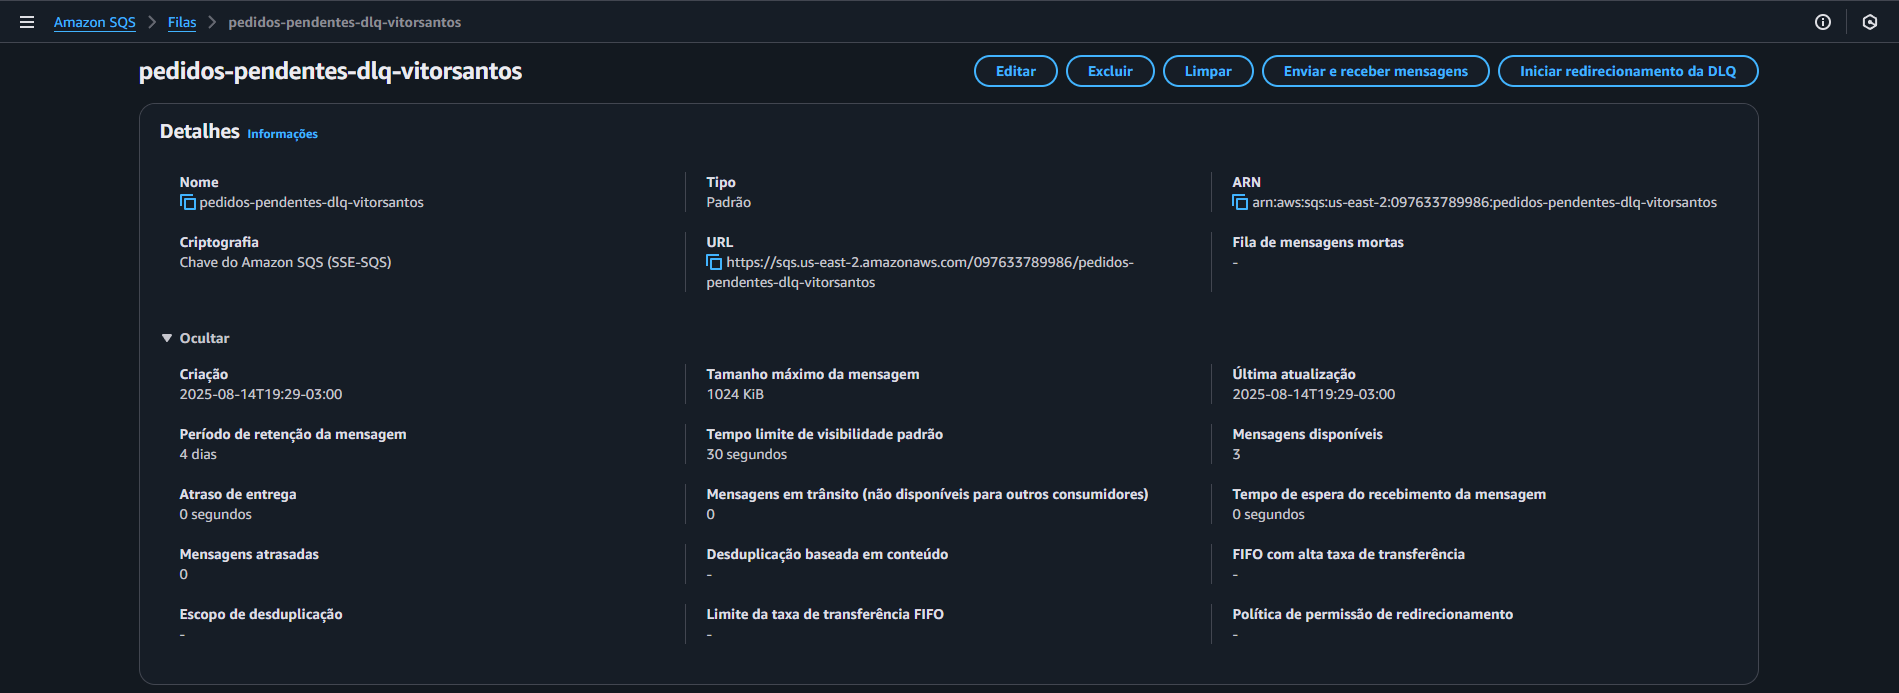 Amazon SQS > Filas > pedidos-pendentes-dlq-vitorsantos
pedidos-pendentes-dlq-vitorsantos
Editar
Excluir
Limpar
Enviar e receber mensagens
Iniciar redirecionamento da DLQ
Detalhes Informações
Nome
pedidos-pendentes-dlq-vitorsantos
Tipo
Padrão
ARN
arn:aws:sqs:us-east-2:097633789986:pedidos-pendentes-dlq-vitorsantos
Criptografia
Chave do Amazon SQS (SSE-SQS)
URL
https://sqs.us-east-2.amazonaws.com/097633789986/pedidos-
pendentes-dlq-vitorsantos
Fila de mensagens mortas
-
Ocultar
Criação
2025-08-14T19:29-03:00
Tamanho máximo da mensagem
1024 KiB
Última atualização
2025-08-14T19:29-03:00
Período de retenção da mensagem
4 dias
Tempo limite de visibilidade padrão
30 segundos
Mensagens disponíveis
3
Atraso de entrega
0 segundos
Mensagens em trânsito (não disponíveis para outros consumidores)
0
Tempo de espera do recebimento da mensagem
0 segundos
Mensagens atrasadas
0
Desduplicação baseada em conteúdo
-
FIFO com alta taxa de transferência
-
Escopo de desduplicação
-
Limite da taxa de transferência FIFO
-
Política de permissão de redirecionamento
-